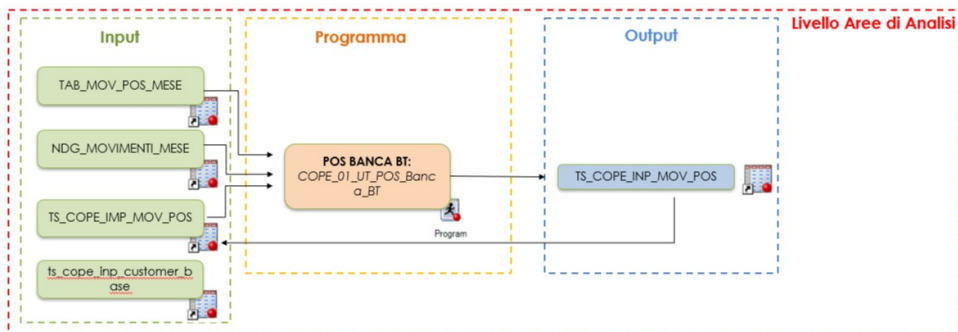 Livello Aree di Analisi
Input
TAB_MOV_POS_MESE
NDG_MOVIMENTI_MESE
TS_COPE_IMP_MOV_POS
ts_cope_inp_customer_b
ase
Programma
POS BANCA BT:
COPE_01_UT_POS_Banc
a_BT
Program
Output
TS_COPE_INP_MOV_POS